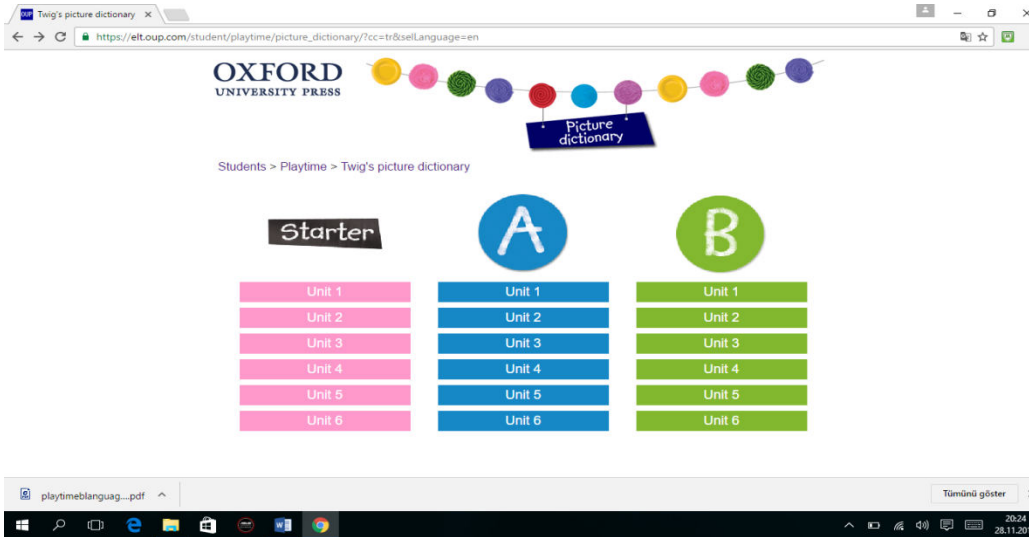 Twig's picture dictionary
https://elt.oup.com/student/playtime/picture_dictionary/?cc=tr&selLanguage=en
OXFORD
UNIVERSITY PRESS
Picture
dictionary
Students > Playtime > Twig's picture dictionary
Starter A B
Unit 1 Unit 1 Unit 1
Unit 2 Unit 2 Unit 2
Unit 3 Unit 3 Unit 3
Unit 4 Unit 4 Unit 4
Unit 5 Unit 5 Unit 5
Unit 6 Unit 6 Unit 6
playtimeblanguag....pdf Tümünü göster
20:24
28.11.20